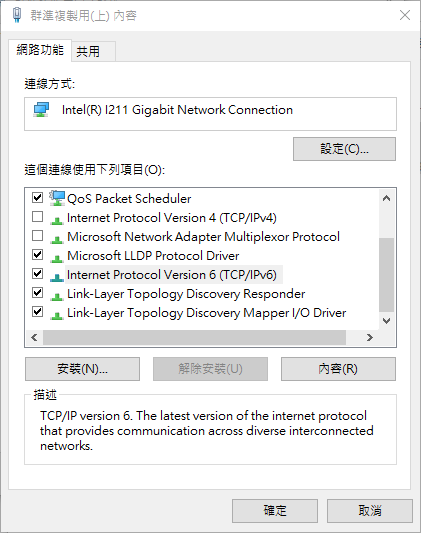 群準複製用(上) 內容
網路功能
共用
連線方式:
Intel(R) I211 Gigabit Network Connection
設定(C)...
這個連線使用下列項目(O):
QoS Packet Scheduler
Internet Protocol Version 4 (TCP/IPv4)
Microsoft Network Adapter Multiplexor Protocol
Microsoft LLDP Protocol Driver
Internet Protocol Version 6 (TCP/IPv6)
Link-Layer Topology Discovery Responder
Link-Layer Topology Discovery Mapper I/O Driver
安裝(N)...
解除安裝(U)
內容(R)
描述
TCP/IP version 6. The latest version of the internet protocol
that provides communication across diverse interconnected
networks.
確定
取消